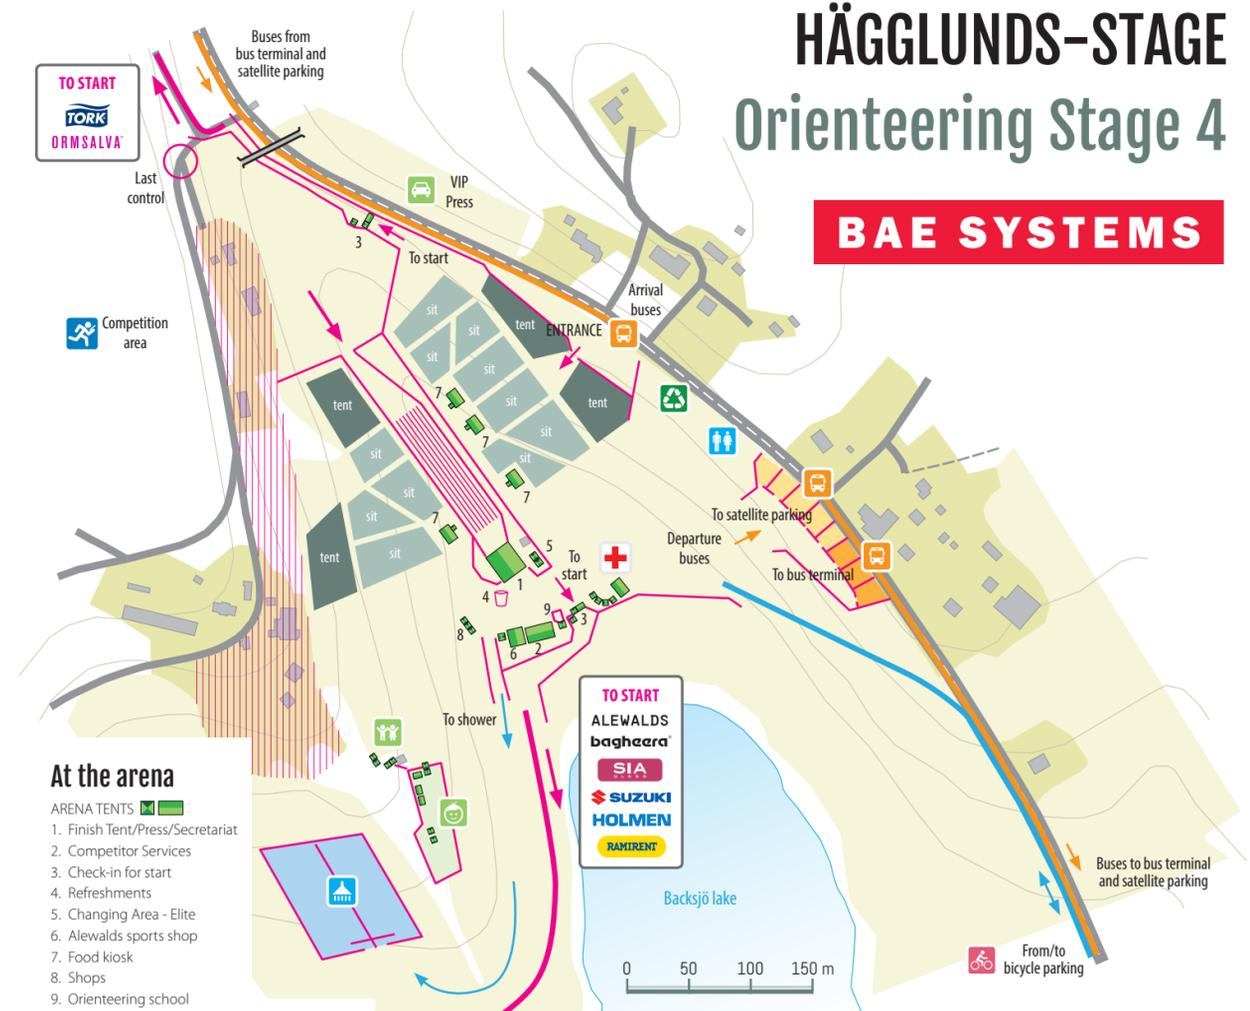 HÄGGLUNDS-STAGE
Orienteering Stage 4
BAE SYSTEMS
Buses from
bus terminal and
satellite parking
TO START
TORK
ORMSALVA
Last
control
VIP
Press
3
To start
Arrival
buses
ENTRANCE
Competition
area
sit
tent
sit
sit
sit
tent
tent
7
sit
sit
7
sit
sit
sit
7
sit
7
tent
sit
To satellite parking
Departure
buses
To bus terminal
5
To
start
1
4
9
3
8
6
2
To shower
TO START
ALEWALDS
bagheera
SIA
GLASS
SUZUKI
HOLMEN
RAMIRENT
At the arena
ARENA TENTS
1. Finish Tent/Press/Secretariat
2. Competitor Services
3. Check-in for start
4. Refreshments
5. Changing Area - Elite
6. Alewalds sports shop
7. Food kiosk
8. Shops
9. Orienteering school
Backsjö lake
0 50 100 150 m
Buses to bus terminal
and satellite parking
From/to
bicycle parking